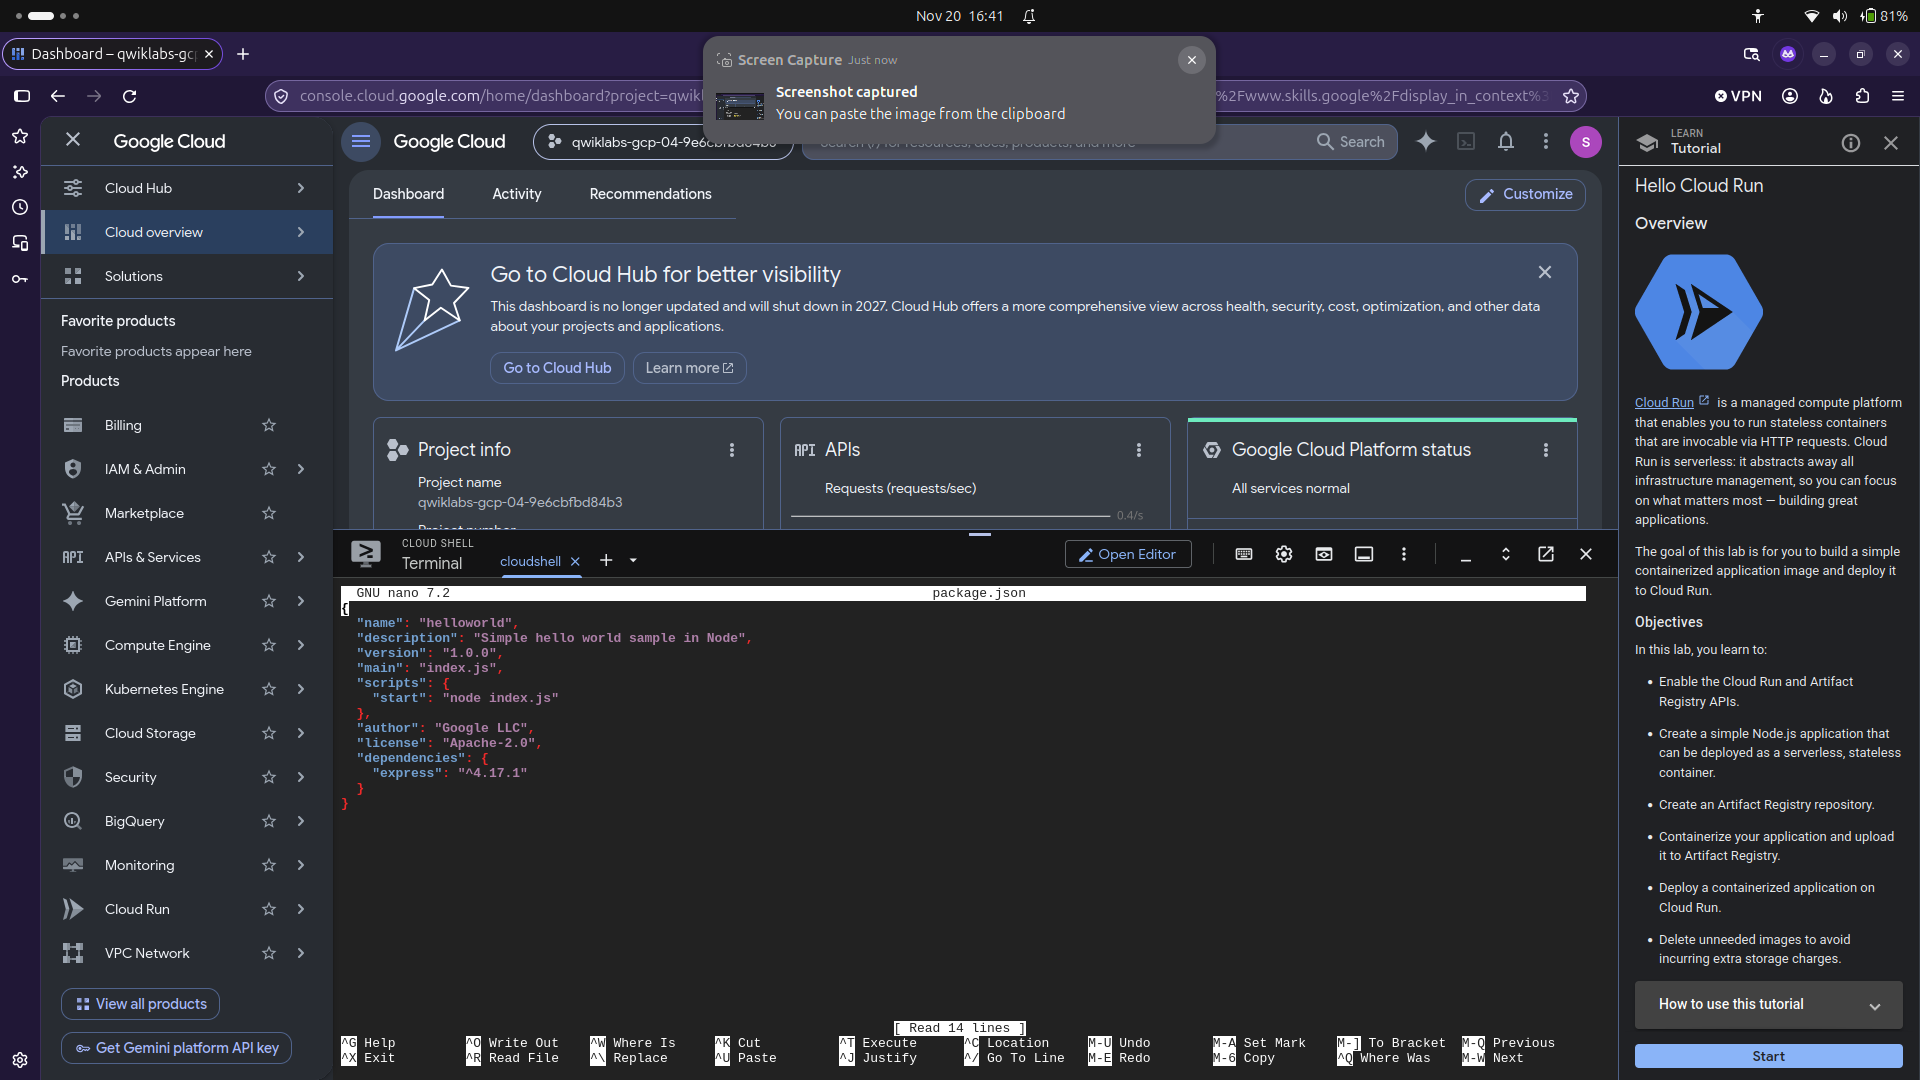 Nov 20 16:41
81%
Dashboard – qwiklabs-gc
Screen Capture Just now
Screenshot captured
You can paste the image from the clipboard
console.cloud.google.com/home/dashboard?project=qwikl
%2Fwww.skills.google%2Fdisplay_in_context%3
VPN
Google Cloud
Cloud Hub
Cloud overview
Solutions
Favorite products
Favorite products appear here
Products
Billing
IAM & Admin
Marketplace
APIs & Services
Gemini Platform
Compute Engine
Kubernetes Engine
Cloud Storage
Security
BigQuery
Monitoring
Cloud Run
VPC Network
View all products
Get Gemini platform API key
Google Cloud
qwiklabs-gcp-04-9e6cbfbd84b3
Search (/) for resources, docs, products, and more
Search
S
Dashboard
Activity
Recommendations
Customize
Go to Cloud Hub for better visibility
This dashboard is no longer updated and will shut down in 2027. Cloud Hub offers a more comprehensive view across health, security, cost, optimization, and other data
about your projects and applications.
Go to Cloud Hub
Learn more
Project info
Project name
qwiklabs-gcp-04-9e6cbfbd84b3
Project number
API APIs
Requests (requests/sec)
0.4/s
Google Cloud Platform status
All services normal
CLOUD SHELL
Terminal
cloudshell
Open Editor
GNU nano 7.2 package.json
{
"name": "helloworld",
"description": "Simple hello world sample in Node",
"version": "1.0.0",
"main": "index.js",
"scripts": {
"start": "node index.js"
},
"author": "Google LLC",
"license": "Apache-2.0",
"dependencies": {
"express": "^4.17.1"
}
}
[ Read 14 lines ]
^G Help ^O Write Out ^W Where Is ^K Cut ^T Execute ^C Location M-U Undo M-A Set Mark M-] To Bracket M-Q Previous
^X Exit ^R Read File ^\ Replace ^U Paste ^J Justify ^/ Go To Line M-E Redo M-6 Copy ^Q Where Was M-W Next
LEARN
Tutorial
Hello Cloud Run
Overview
Cloud Run is a managed compute platform
that enables you to run stateless containers
that are invocable via HTTP requests. Cloud
Run is serverless: it abstracts away all
infrastructure management, so you can focus
on what matters most — building great
applications.
The goal of this lab is for you to build a simple
containerized application image and deploy it
to Cloud Run.
Objectives
In this lab, you learn to:
• Enable the Cloud Run and Artifact
Registry APIs.
• Create a simple Node.js application that
can be deployed as a serverless, stateless
container.
• Create an Artifact Registry repository.
• Containerize your application and upload
it to Artifact Registry.
• Deploy a containerized application on
Cloud Run.
• Delete unneeded images to avoid
incurring extra storage charges.
How to use this tutorial
Start